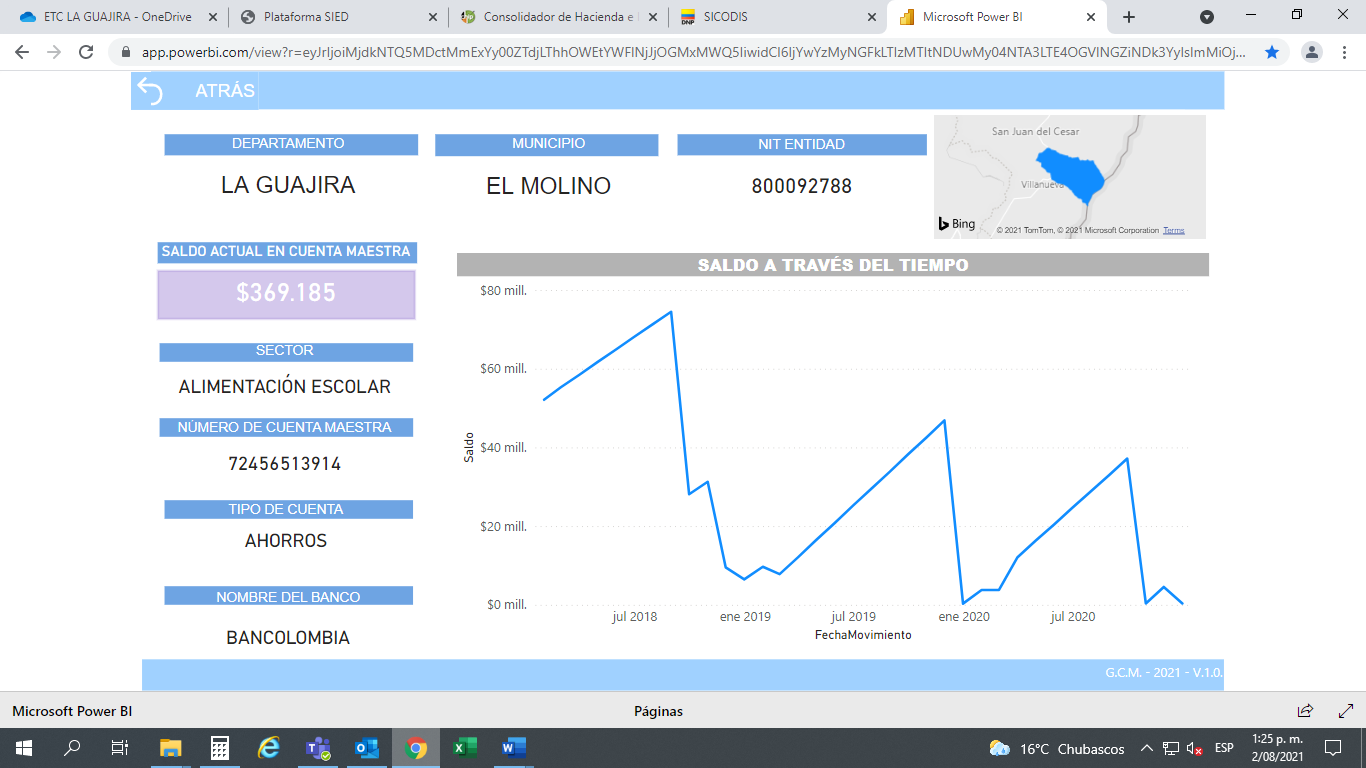 ETC LA GUAJIRA - OneDrive
Plataforma SIED
Consolidador de Hacienda e
SICODIS
Microsoft Power BI
ATRÁS
DEPARTAMENTO
LA GUAJIRA
MUNICIPIO
EL MOLINO
NIT ENTIDAD
800092788
San Juan del Cesar
Villanueva
Bing
© 2021 TomTom, © 2021 Microsoft Corporation Terms
SALDO ACTUAL EN CUENTA MAESTRA
$369.185
SECTOR
ALIMENTACIÓN ESCOLAR
NÚMERO DE CUENTA MAESTRA
72456513914
TIPO DE CUENTA
AHORROS
NOMBRE DEL BANCO
BANCOLOMBIA
SALDO A TRAVÉS DEL TIEMPO
$80 mill.
$60 mill.
$40 mill.
$20 mill.
$0 mill.
Saldo
jul 2018
ene 2019
jul 2019
ene 2020
jul 2020
FechaMovimiento
G.C.M. - 2021 - V.1.0.
Microsoft Power BI
Páginas
16°C Chubascos
ESP
1:25 p. m.
2/08/2021